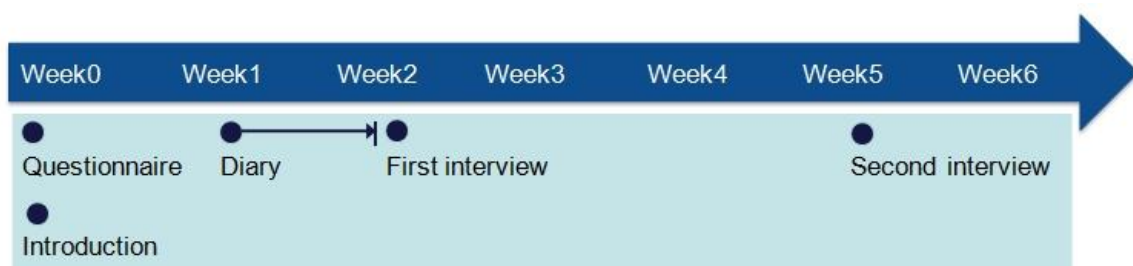 Week0 Week1 Week2 Week3 Week4 Week5 Week6
Questionnaire Diary First interview Second interview
Introduction